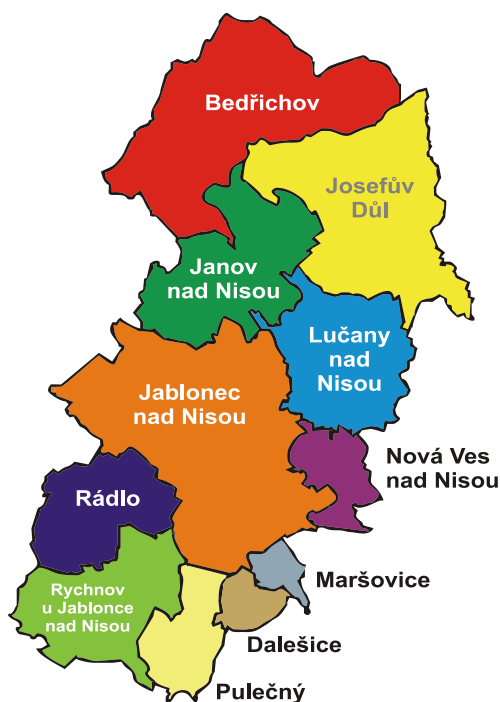 Bedřichov
Josefův
Důl
Janov
nad Nisou
Lučany
nad
Nisou
Jablonec
nad Nisou
Nová Ves
nad Nisou
Rádlo
Maršovice
Rychnov
u Jablonce
nad Nisou
Dalešice
Pulečný